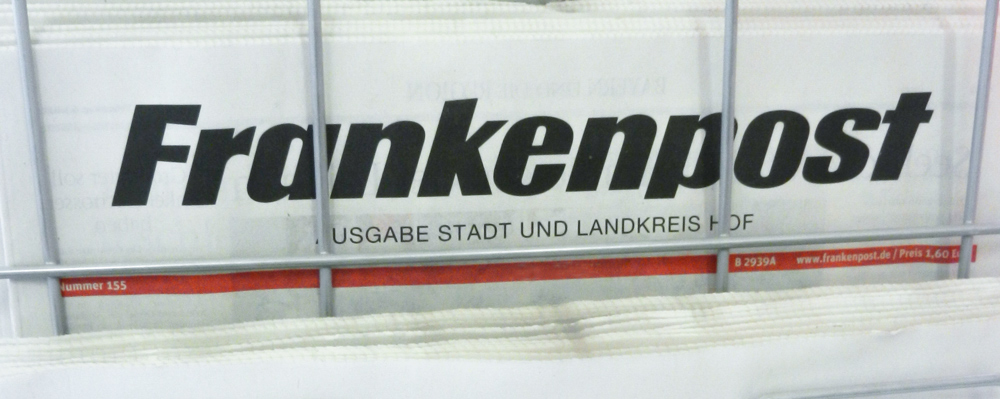 Frankenpost
AUSGABE STADT UND LANDKREIS HOF
Nummer 155 B 2939A www.frankenpost.de / Preis 1,60